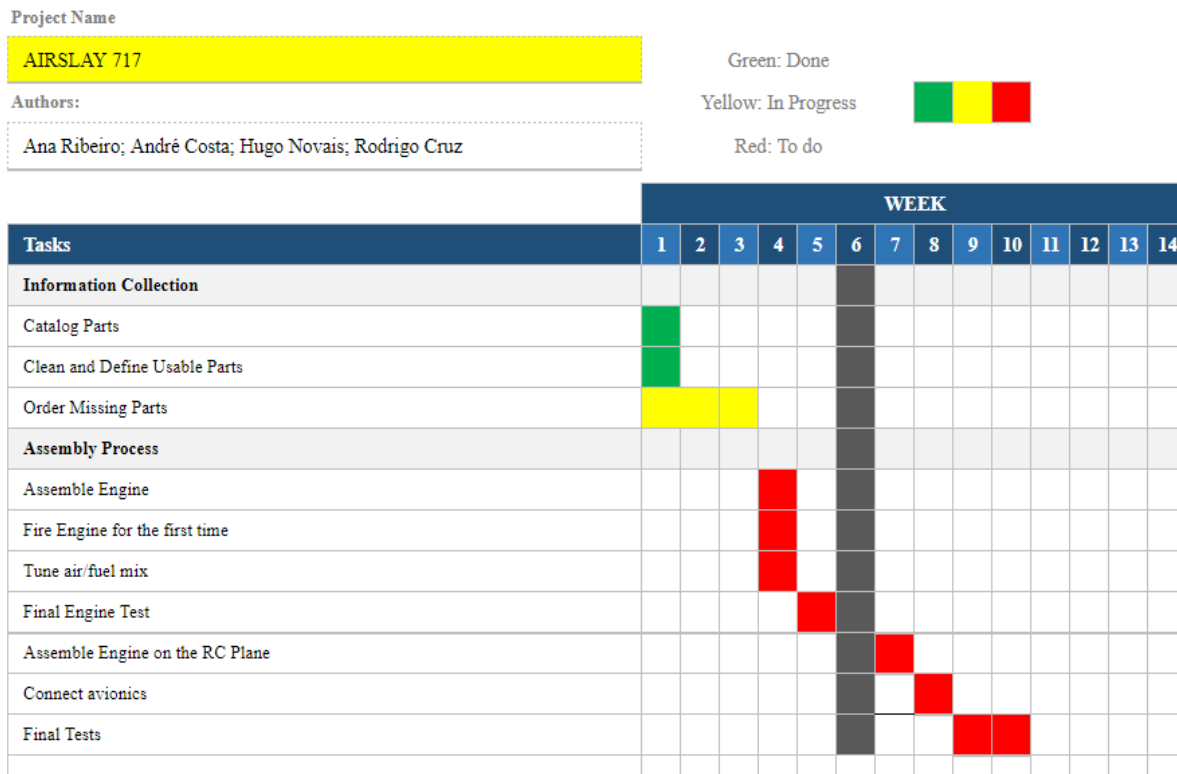 Project Name
AIRSLAY 717
Green: Done
Authors:
Yellow: In Progress
Ana Ribeiro; André Costa; Hugo Novais; Rodrigo Cruz
Red: To do
WEEK
Tasks 1 2 3 4 5 6 7 8 9 10 11 12 13 14
Information Collection
Catalog Parts
Clean and Define Usable Parts
Order Missing Parts
Assembly Process
Assemble Engine
Fire Engine for the first time
Tune air/fuel mix
Final Engine Test
Assemble Engine on the RC Plane
Connect avionics
Final Tests